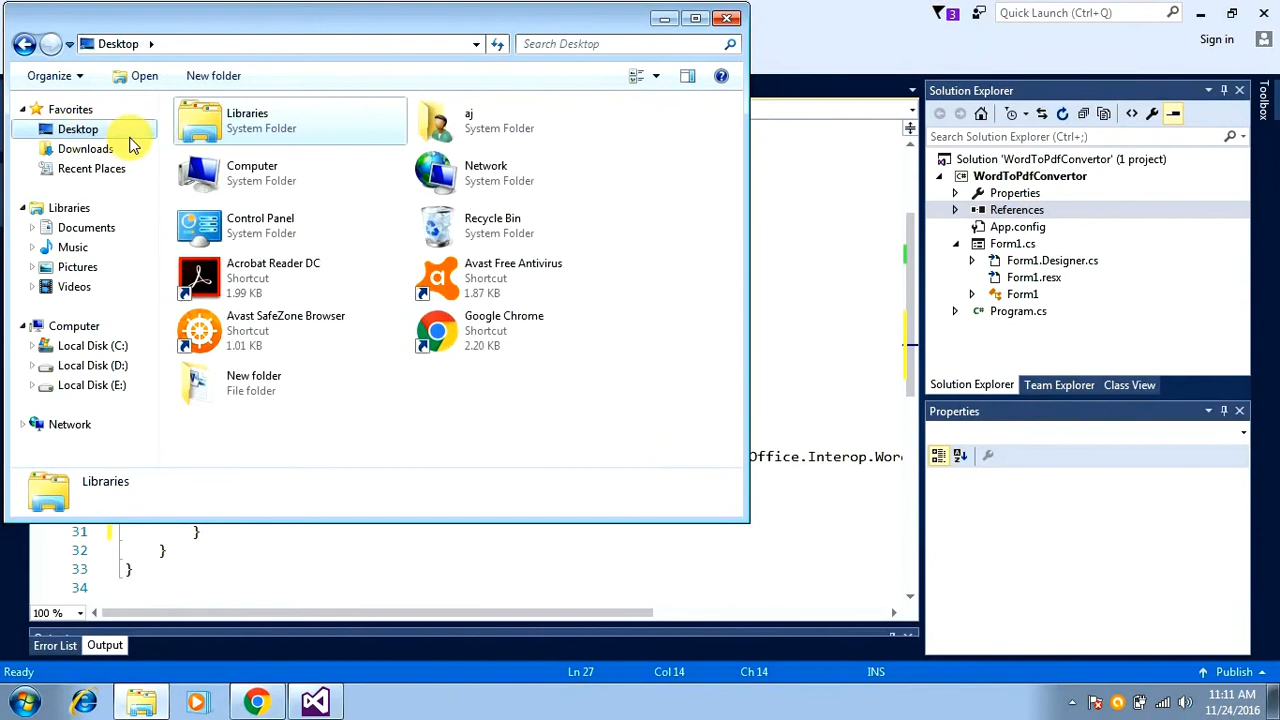 3
Quick Launch (Ctrl+Q)
Sign in
Desktop
Search Desktop
Organize
Open
New folder
Favorites
Desktop
Downloads
Recent Places
Libraries
Documents
Music
Pictures
Videos
Computer
Local Disk (C:)
Local Disk (D:)
Local Disk (E:)
Network
Libraries
System Folder
aj
System Folder
Computer
System Folder
Network
System Folder
Control Panel
System Folder
Recycle Bin
System Folder
Acrobat Reader DC
Shortcut
1.99 KB
Avast Free Antivirus
Shortcut
1.87 KB
Avast SafeZone Browser
Shortcut
1.01 KB
Google Chrome
Shortcut
2.20 KB
New folder
File folder
Libraries
Toolbox
Solution Explorer
Search Solution Explorer (Ctrl+;)
Solution 'WordToPdfConvertor' (1 project)
WordToPdfConvertor
Properties
References
App.config
Form1.cs
Form1.Designer.cs
Form1.resx
Form1
Program.cs
Solution Explorer
Team Explorer
Class View
Properties
Office.Interop.Wor
31 }
32 }
33 }
34
100 %
Error List
Output
Ready
Ln 27
Col 14
Ch 14
INS
Publish
11:11 AM
11/24/2016